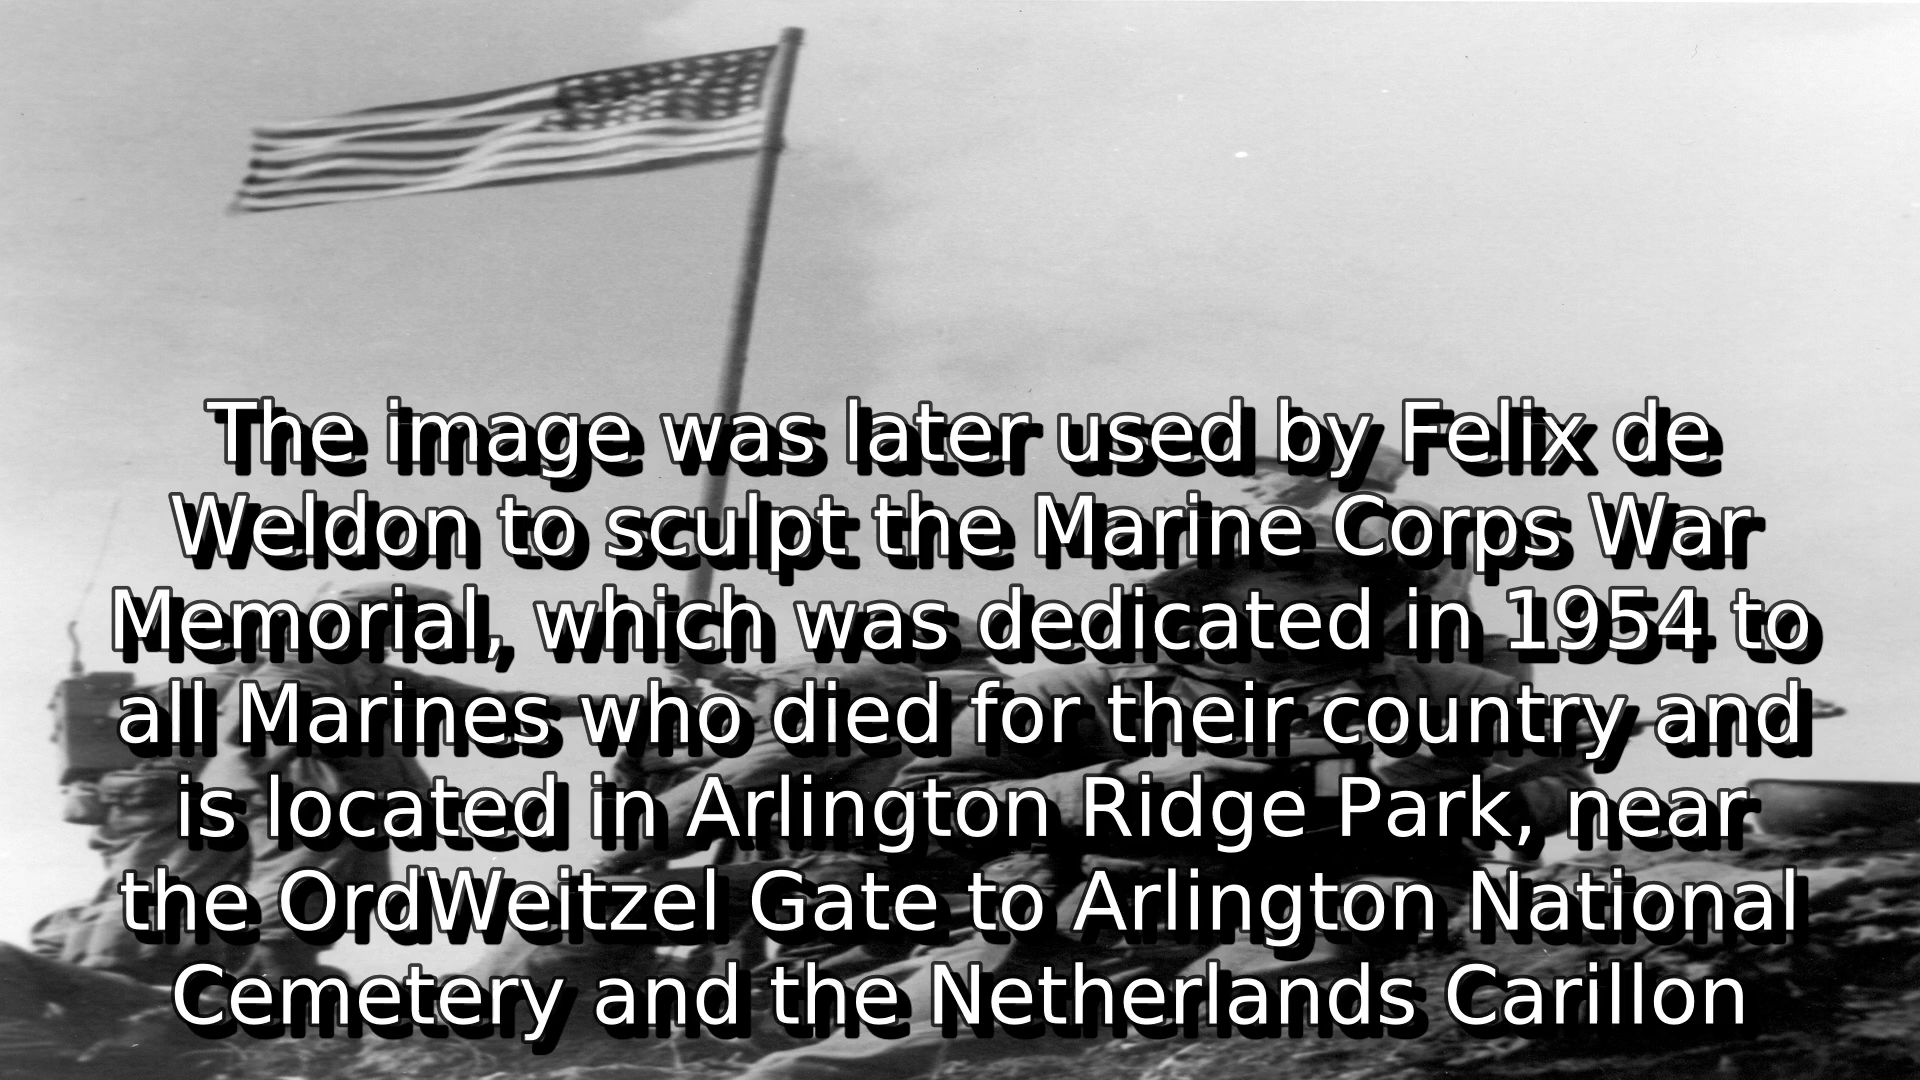 The image was later used by Felix de
Weldon to sculpt the Marine Corps War
Memorial, which was dedicated in 1954 to
all Marines who died for their country and
is located in Arlington Ridge Park, near
the OrdWeitzel Gate to Arlington National
Cemetery and the Netherlands Carillon